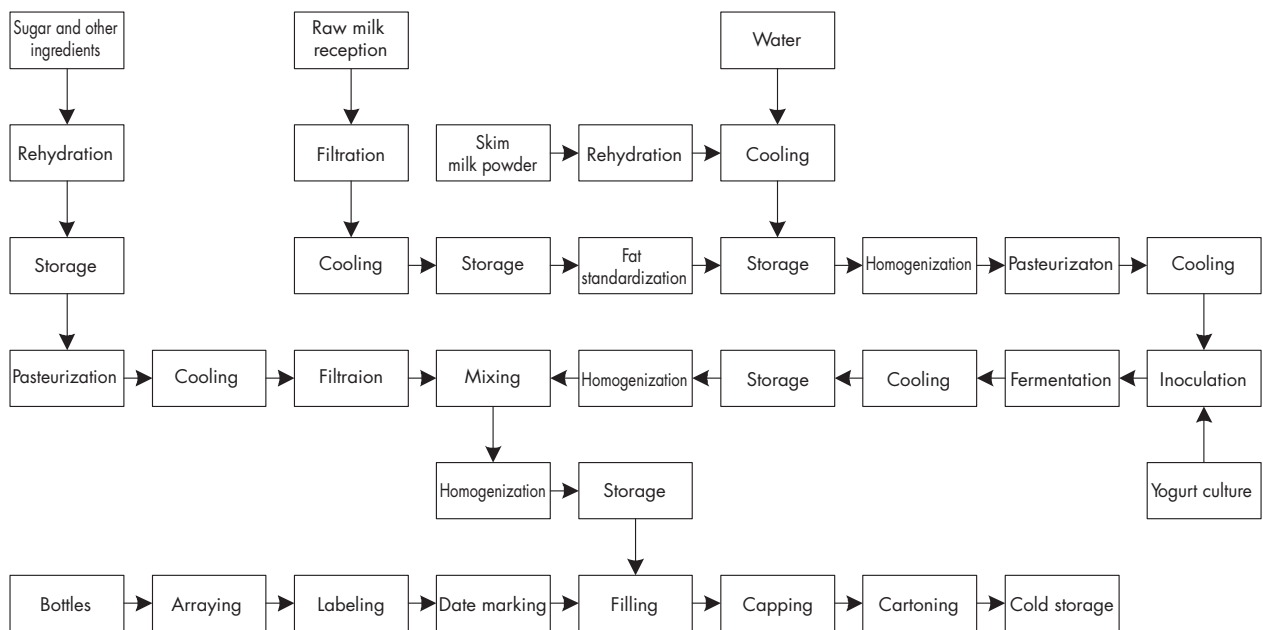 Sugar and other
ingredients
Raw milk
reception
Water
Rehydration
Filtration
Skim
milk powder
Rehydration
Cooling
Storage
Cooling
Storage
Fat
standardization
Storage
Homogenization
Pasteurizaton
Cooling
Pasteurization
Cooling
Filtraion
Mixing
Homogenization
Storage
Cooling
Fermentation
Inoculation
Homogenization
Storage
Yogurt culture
Bottles
Arraying
Labeling
Date marking
Filling
Capping
Cartoning
Cold storage